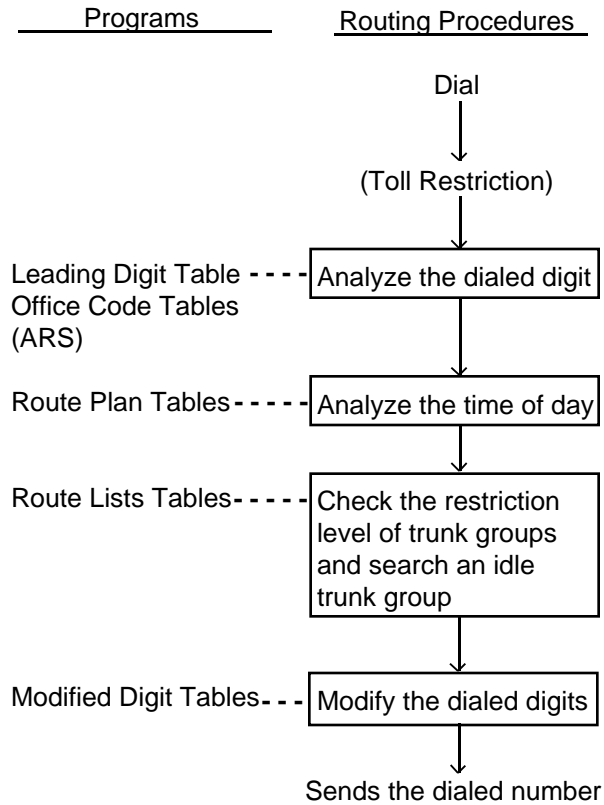 Programs
Routing Procedures
Dial
(Toll Restriction)
Leading Digit Table
Office Code Tables
(ARS)
Analyze the dialed digit
Route Plan Tables
Analyze the time of day
Route Lists Tables
Check the restriction
level of trunk groups
and search an idle
trunk group
Modified Digit Tables
Modify the dialed digits
Sends the dialed number